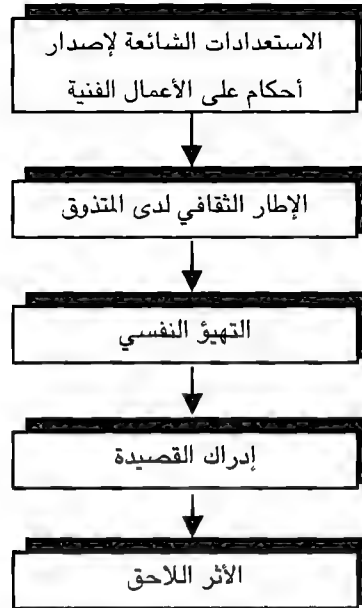 الاستعدادات الشائعة لإصدار
أحكام على الأعمال الفنية
الإطار الثقافي لدى المتذوق
التهيؤ النفسي
إدراك القصيدة
الأثر اللاحق